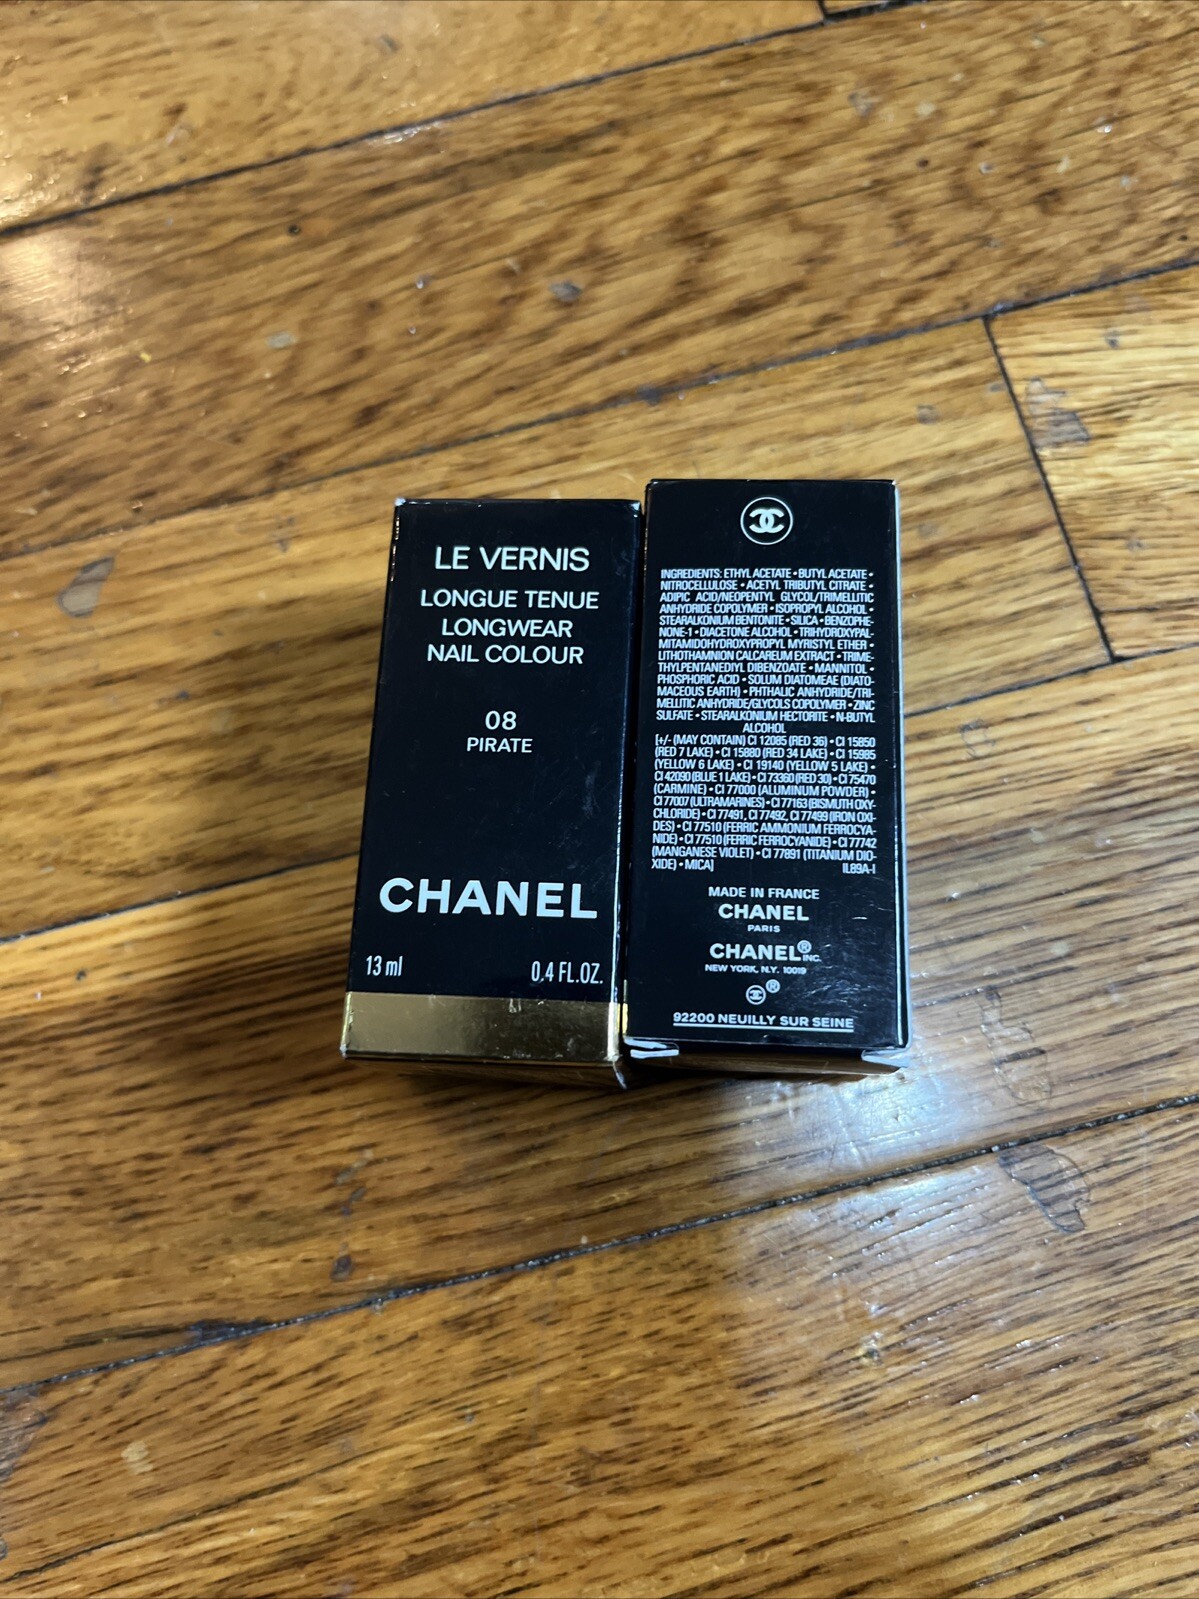 LE VERNIS
LONGUE TENUE
LONGWEAR
NAIL COLOUR
08
PIRATE
CHANEL
13 ml 0.4 FL.OZ.
INGREDIENTS: ETHYL ACETATE • BUTYL ACETATE •
NITROCELLULOSE • ACETYL TRIBUTYL CITRATE •
ADIPIC ACID/NEOPENTYL GLYCOL/TRIMELLITIC
ANHYDRIDE COPOLYMER • ISOPROPYL ALCOHOL •
STEARALKONIUM BENTONITE • SILICA • BENZOPHE-
NONE-1 • DIACETONE ALCOHOL • TRIHYDROXYPAL-
MITAMIDOHYDROXYPROPYL MYRISTYL ETHER •
LITHOTHAMNION CALCAREUM EXTRACT • TRIME-
THYLPENTANEDIYL DIBENZOATE • MANNITOL •
PHOSPHORIC ACID • SOLUM DIATOMEAE (DIATO-
MACEOUS EARTH) • PHTHALIC ANHYDRIDE/TRI-
MELLITIC ANHYDRIDE/GLYCOLS COPOLYMER • ZINC
SULFATE • STEARALKONIUM HECTORITE • N-BUTYL
ALCOHOL
[+/- (MAY CONTAIN) CI 12085 (RED 36) • CI 15850
(RED 7 LAKE) • CI 15880 (RED 34 LAKE) • CI 15985
(YELLOW 6 LAKE) • CI 19140 (YELLOW 5 LAKE) •
CI 42090 (BLUE 1 LAKE) • CI 73360 (RED 30) • CI 75470
(CARMINE) • CI 77000 (ALUMINUM POWDER) •
CI 77007 (ULTRAMARINES) • CI 77163 (BISMUTH OXY-
CHLORIDE) • CI 77491, CI 77492, CI 77499 (IRON OXI-
DES) • CI 77510 (FERRIC AMMONIUM FERROCYA-
NIDE) • CI 77510 (FERRIC FERROCYANIDE) • CI 77742
(MANGANESE VIOLET) • CI 77891 (TITANIUM DIO-
XIDE) • MICA] IL89A-I
MADE IN FRANCE
CHANEL
PARIS
CHANEL® INC.
NEW YORK, N.Y. 10019
®
92200 NEUILLY SUR SEINE